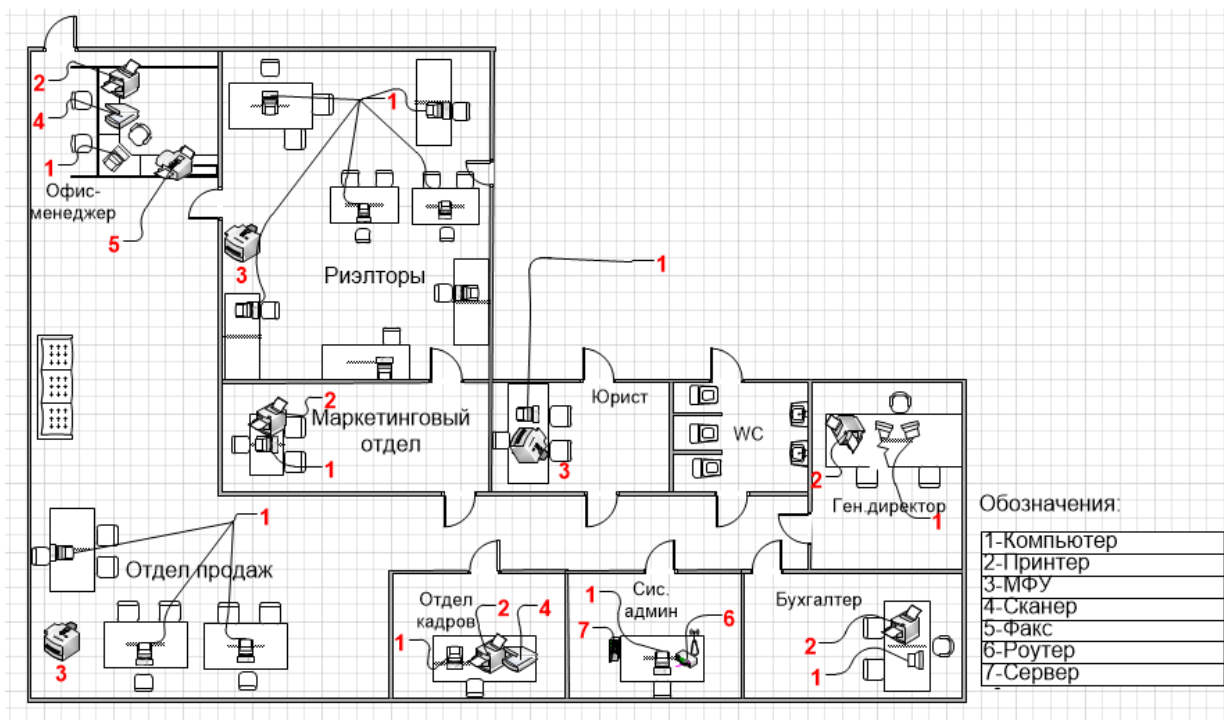 2
4
1
Офис-
менеджер
5
1
3
Риэлторы
1
2
Маркетинговый
отдел
1
Юрист
3
WC
2
Ген.директор
1
1
Отдел продаж
3
Отдел
кадров
1
2
4
Сис.
админ
1
7
6
Бухгалтер
2
1
Обозначения:
1-Компьютер
2-Принтер
3-МФУ
4-Сканер
5-Факс
6-Роутер
7-Сервер